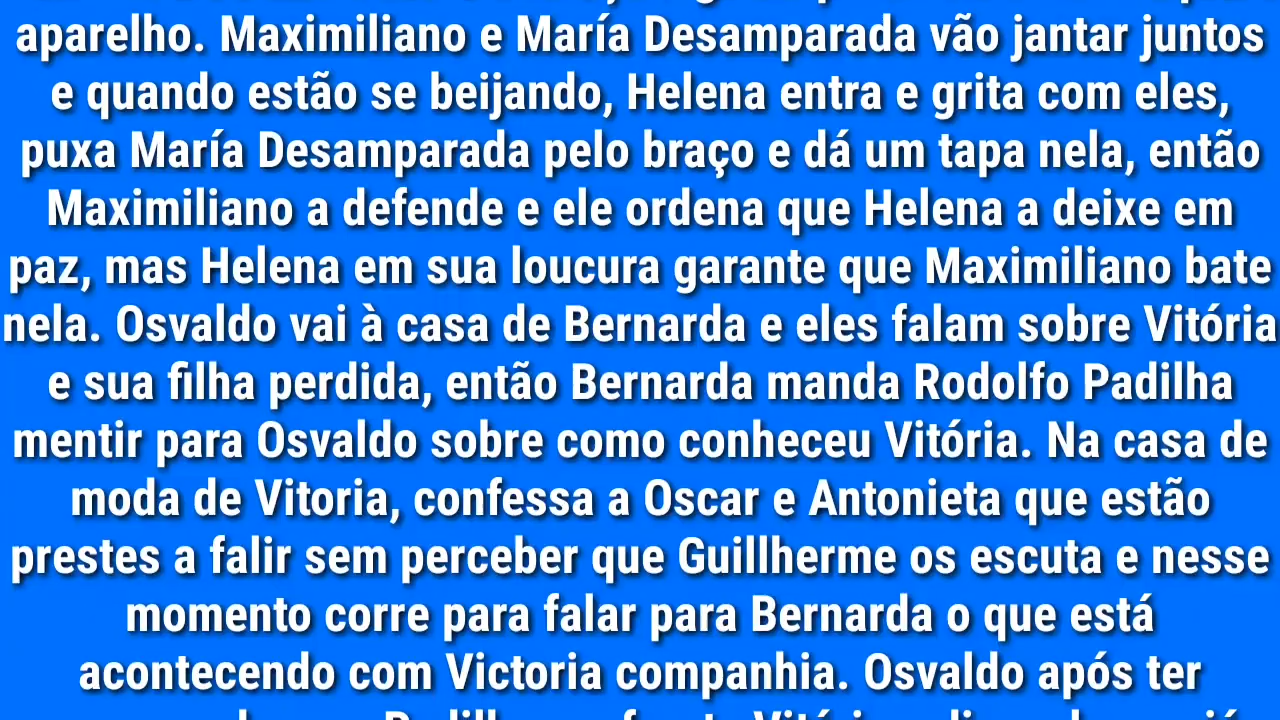 aparelho. Maximiliano e María Desamparada vão jantar juntos
e quando estão se beijando, Helena entra e grita com eles,
puxa María Desamparada pelo braço e dá um tapa nela, então
Maximiliano a defende e ele ordena que Helena a deixe em
paz, mas Helena em sua loucura garante que Maximiliano bate
nela. Osvaldo vai à casa de Bernarda e eles falam sobre Vitória
e sua filha perdida, então Bernarda manda Rodolfo Padilha
mentir para Osvaldo sobre como conheceu Vitória. Na casa de
moda de Vitoria, confessa a Oscar e Antonieta que estão
prestes a falir sem perceber que Guillherme os escuta e nesse
momento corre para falar para Bernarda o que está
acontecendo com Victoria companhia. Osvaldo após ter